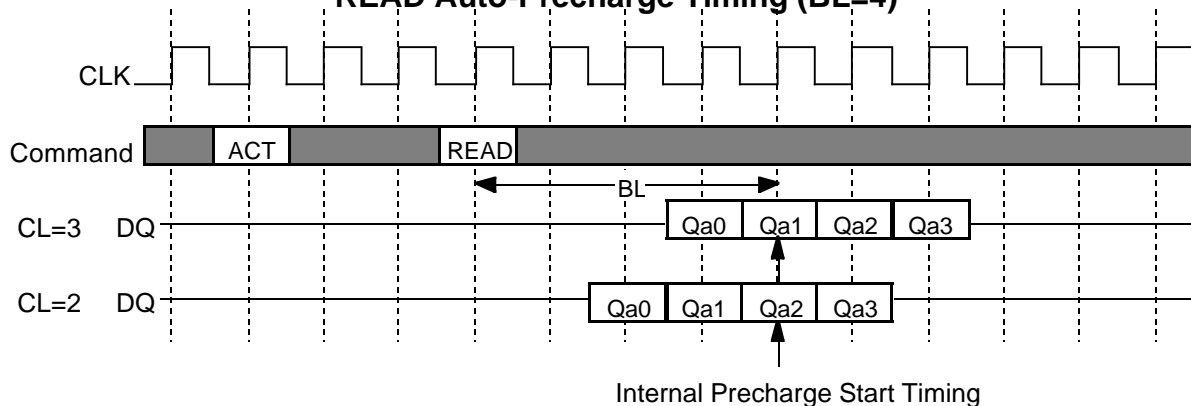 READ Auto-Precharge Timing (BL=4)
CLK
Command ACT READ
BL
CL=3 DQ Qa0 Qa1 Qa2 Qa3
CL=2 DQ Qa0 Qa1 Qa2 Qa3
Internal Precharge Start Timing